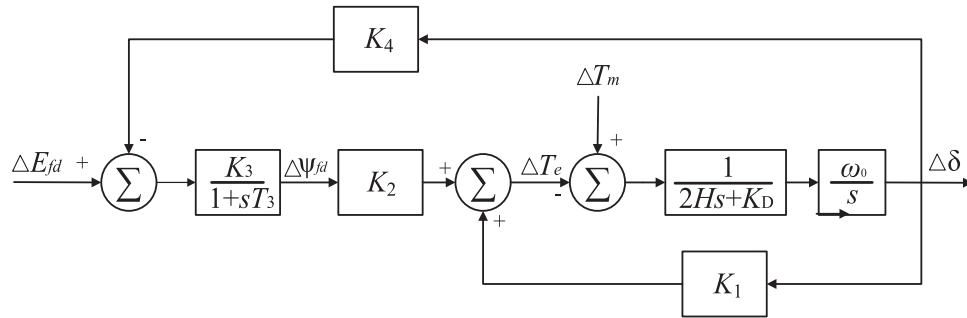 K4
△Tm
-
+
△Efd +
∑
K3
1+sT3
△ψfd
K2
+
∑
+
△Te
-
∑
1
2Hs+KD
ω0
s
△δ
K1